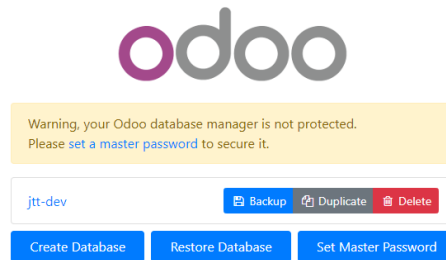 odoo
Warning, your Odoo database manager is not protected.
Please set a master password to secure it.
jtt-dev Backup Duplicate Delete
Create Database Restore Database Set Master Password